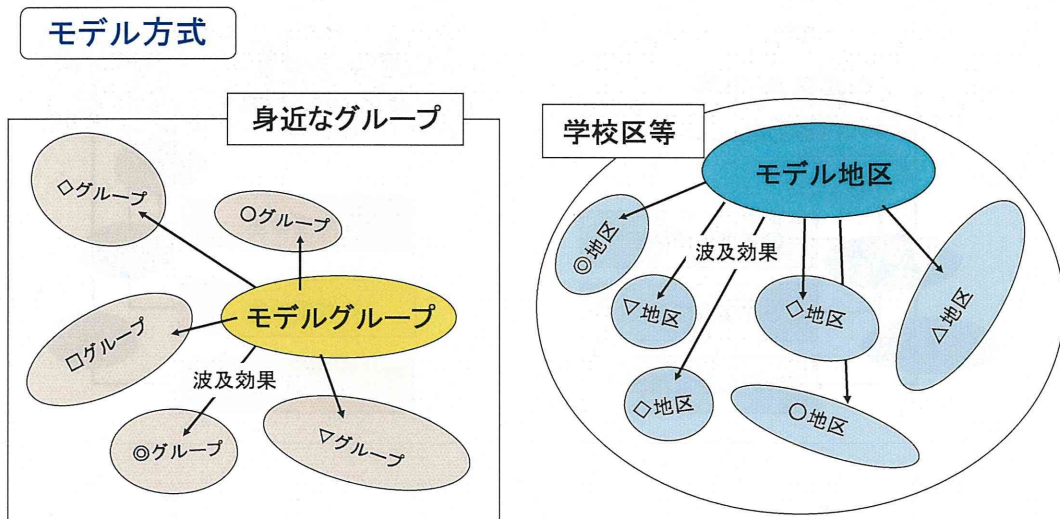 モデル方式
身近なグループ
◇グループ
○グループ
モデルグループ
□グループ
波及効果
◎グループ
▽グループ
学校区等
モデル地区
◎地区
波及効果
▽地区
◇地区
△地区
◇地区
○地区